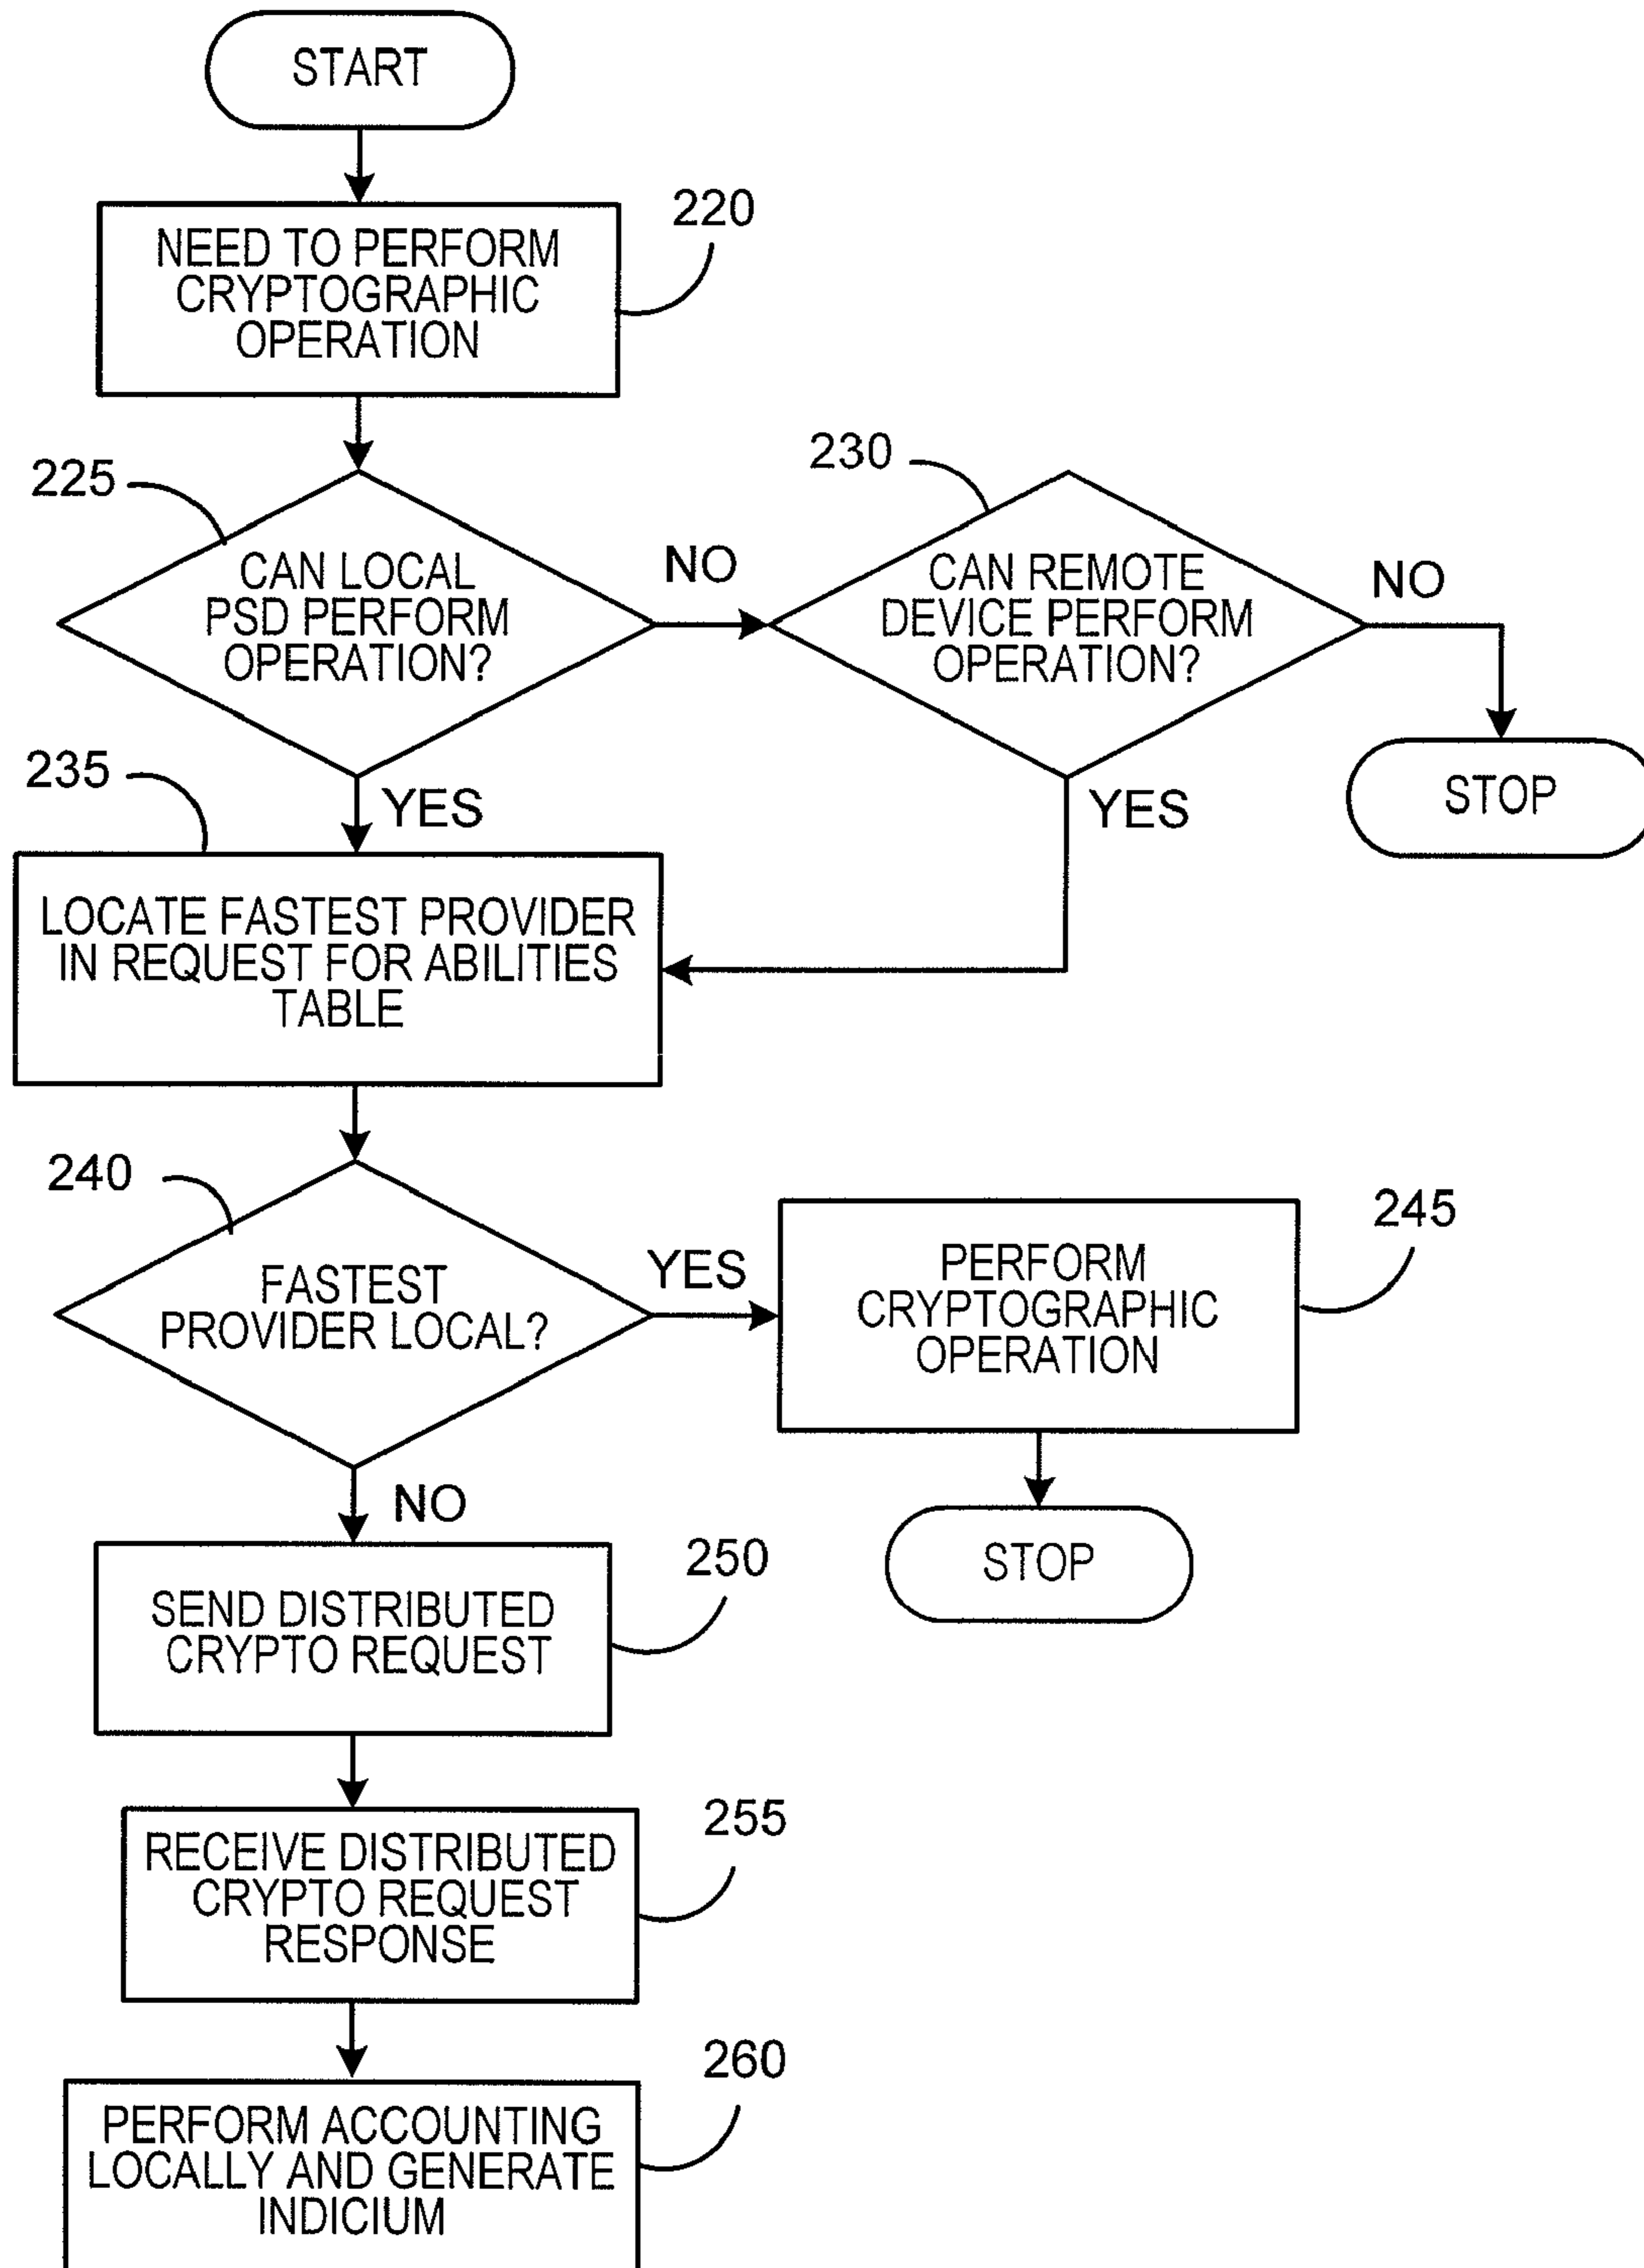 START
220
NEED TO PERFORM
CRYPTOGRAPHIC
OPERATION
225
CAN LOCAL
PSD PERFORM
OPERATION?
NO
230
CAN REMOTE
DEVICE PERFORM
OPERATION?
NO
STOP
YES
YES
235
LOCATE FASTEST PROVIDER
IN REQUEST FOR ABILITIES
TABLE
240
FASTEST
PROVIDER LOCAL?
YES
245
PERFORM
CRYPTOGRAPHIC
OPERATION
STOP
NO
250
SEND DISTRIBUTED
CRYPTO REQUEST
255
RECEIVE DISTRIBUTED
CRYPTO REQUEST
RESPONSE
260
PERFORM ACCOUNTING
LOCALLY AND GENERATE
INDICIUM